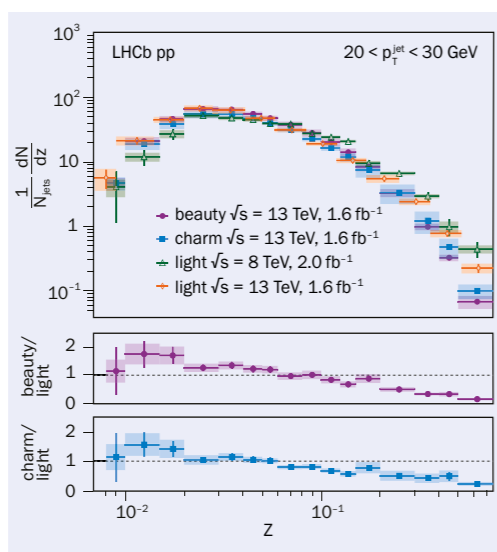 10³
LHCb pp
20 < p_T^jet < 30 GeV
10²
1/N_jets dN/dz
10
beauty √s = 13 TeV, 1.6 fb⁻¹
charm √s = 13 TeV, 1.6 fb⁻¹
light √s = 8 TeV, 2.0 fb⁻¹
light √s = 13 TeV, 1.6 fb⁻¹
1
10⁻¹
beauty/
light
2
1
0
charm/
light
2
1
0
10⁻²
10⁻¹
Z